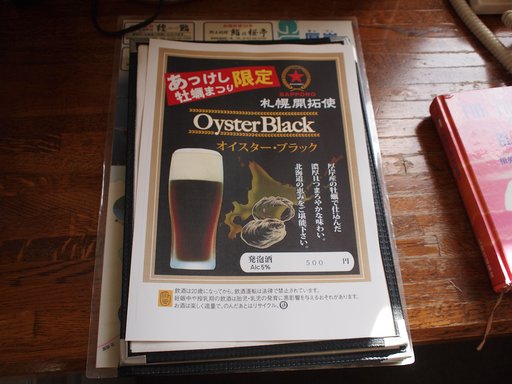 あっけし
牡蠣まつり限定
SAPPORO
札幌開拓使
Oyster Black
オイスター・ブラック
厚岸産の牡蠣で仕込んだ
濃厚且つまろやかな味わい。
北海道の恵みをご堪能下さい。
発泡酒
Alc5%
500 円
飲酒は20歳になってから。飲酒運転は法律で禁止されています。
妊娠中や授乳期の飲酒は胎児・乳児の発育に悪影響を与えるおそれがあります。
お酒は楽しく適量で。のんだあとはリサイクル。